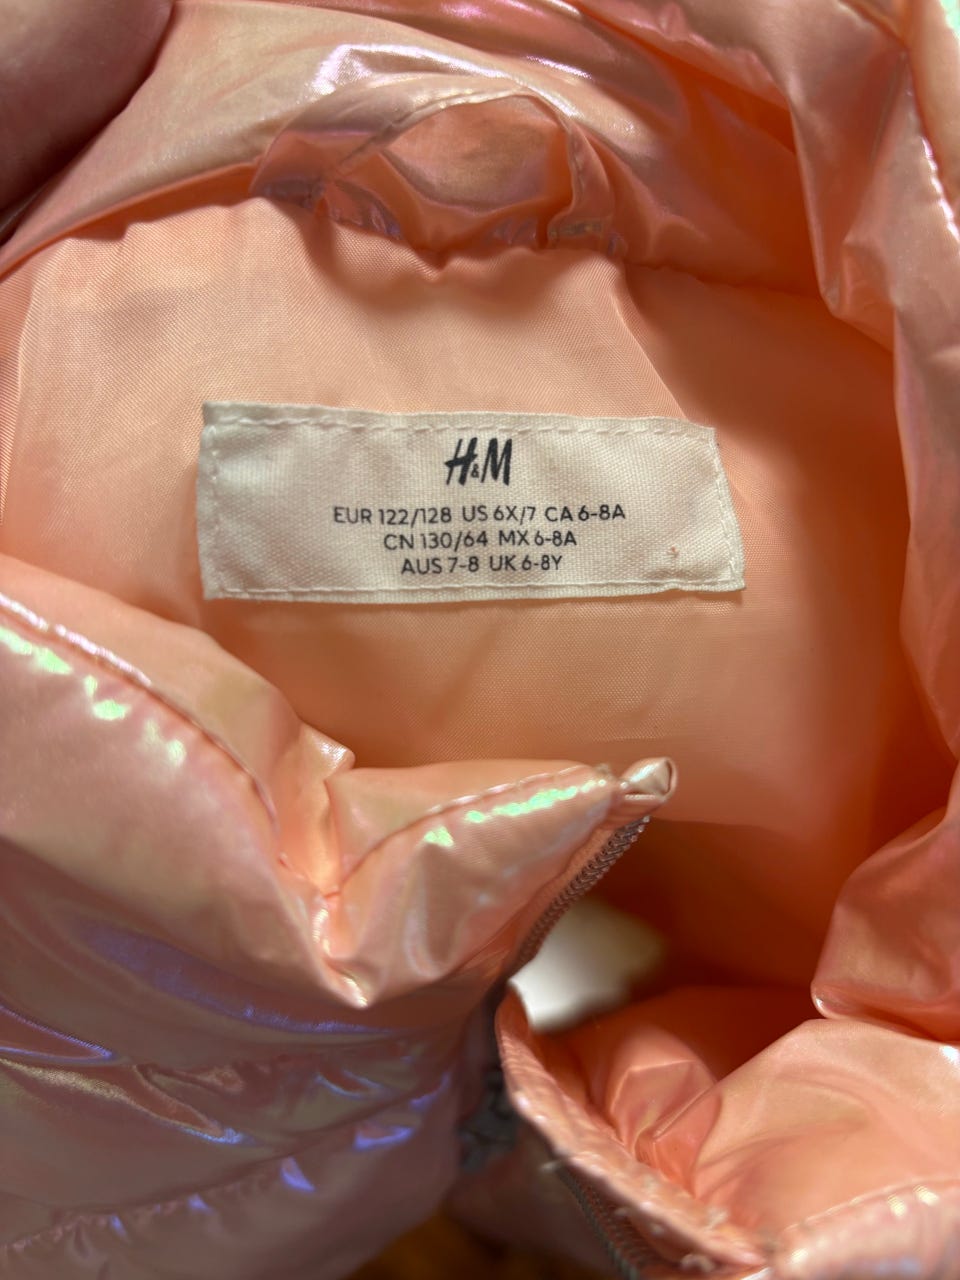 H&M
EUR 122/128 US 6X/7 CA 6-8A
CN 130/64 MX 6-8A
AUS 7-8 UK 6-8Y